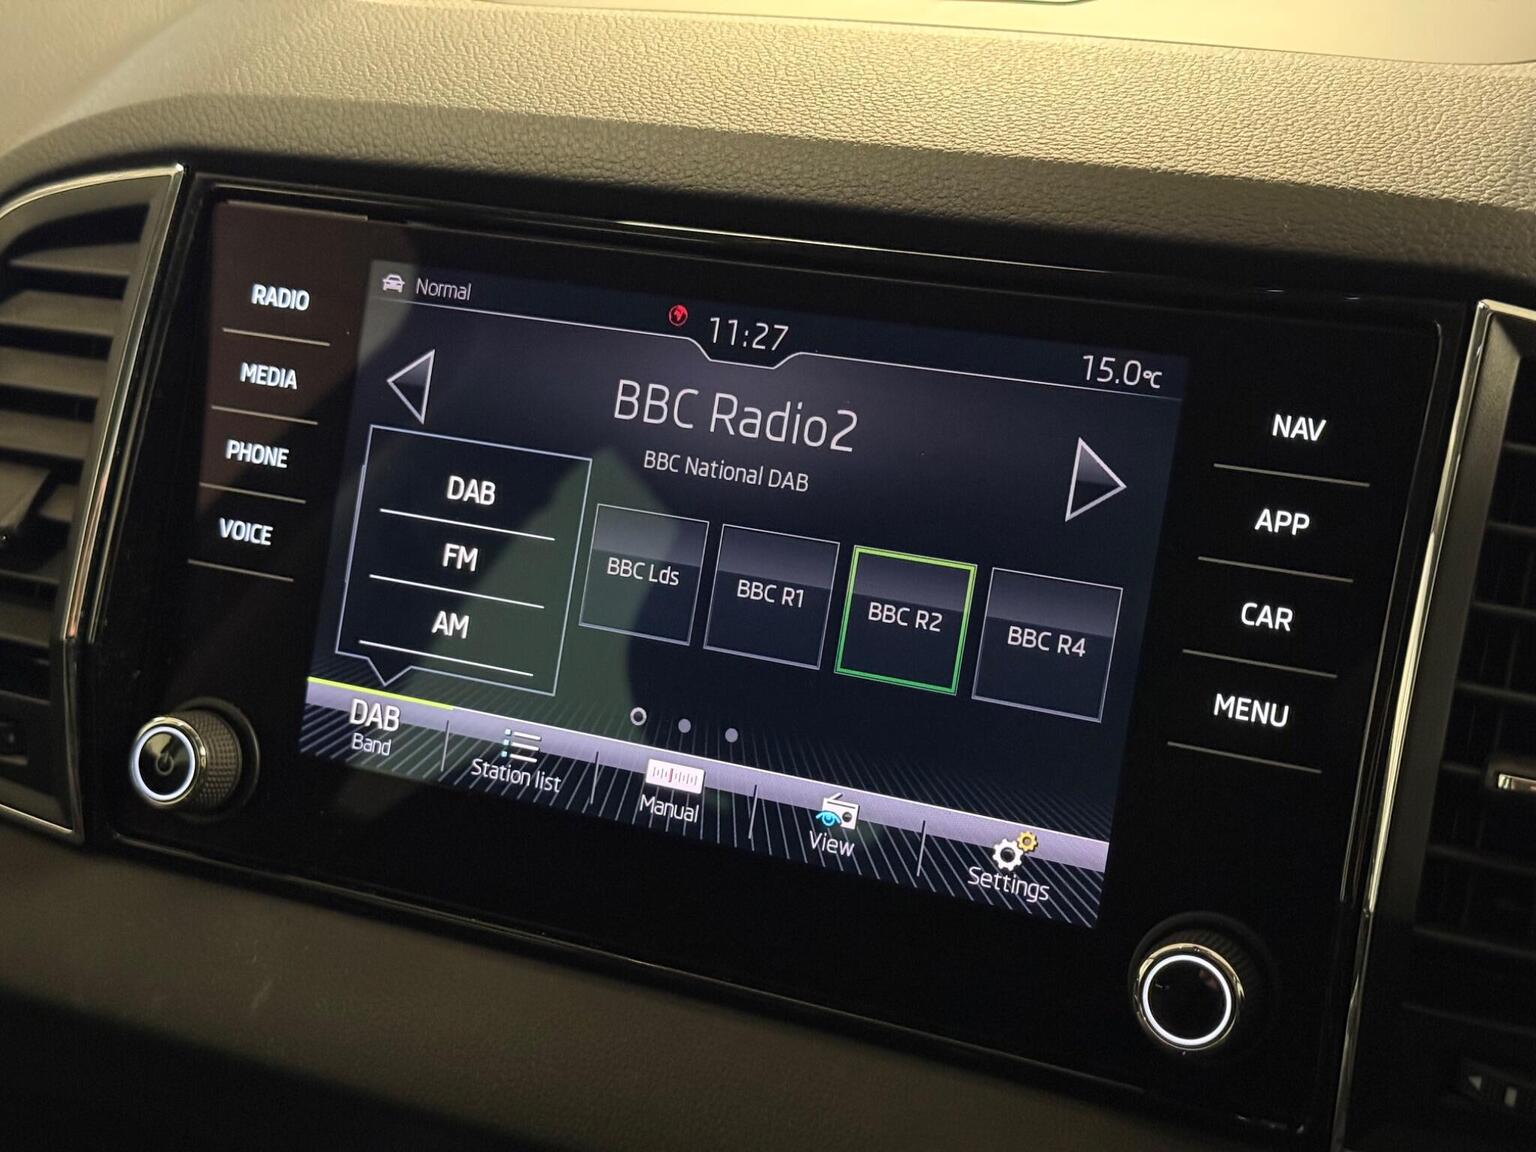 RADIO
MEDIA
PHONE
VOICE
Normal
11:27
15.0°C
BBC Radio2
BBC National DAB
DAB
FM
AM
BBC Lds
BBC R1
BBC R2
BBC R4
DAB
Band
Station list
Manual
View
Settings
NAV
APP
CAR
MENU